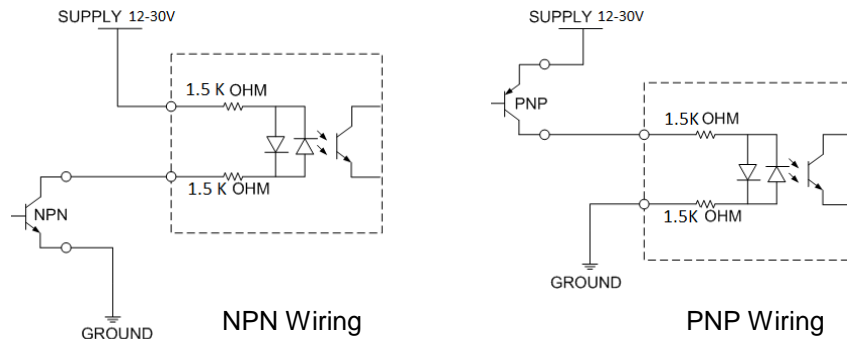 SUPPLY 12-30V
1.5 K OHM
1.5 K OHM
NPN
GROUND
NPN Wiring
SUPPLY 12-30V
PNP
1.5K OHM
1.5K OHM
GROUND
PNP Wiring